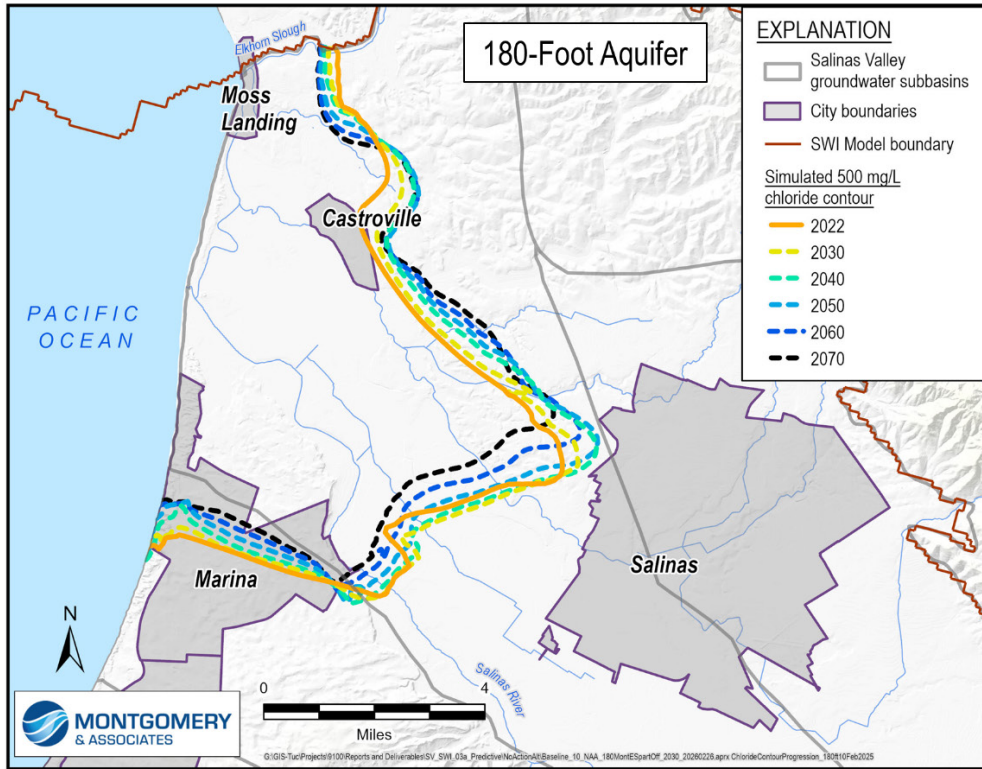 180-Foot Aquifer
Elkhorn Slough
Moss
Landing
Castroville
PACIFIC
OCEAN
Marina
Salinas
Salinas River
N
0
4
Miles
MONTGOMERY
& ASSOCIATES
EXPLANATION
Salinas Valley
groundwater subbasins
City boundaries
SWI Model boundary
Simulated 500 mg/L
chloride contour
2022
2030
2040
2050
2060
2070